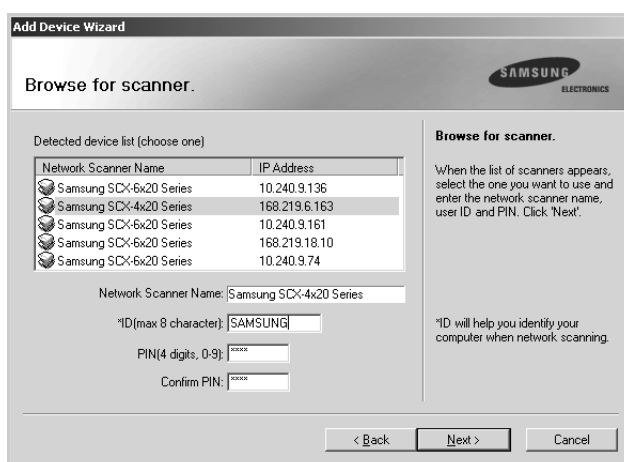 Add Device Wizard
Browse for scanner.
SAMSUNG
ELECTRONICS
Detected device list (choose one)
Network Scanner Name IP Address
Samsung SCX-6x20 Series 10.240.9.136
Samsung SCX-4x20 Series 168.219.6.163
Samsung SCX-6x20 Series 10.240.9.161
Samsung SCX-6x20 Series 168.219.18.10
Samsung SCX-6x20 Series 10.240.9.74
Network Scanner Name: Samsung SCX-4x20 Series
*ID(max 8 character): SAMSUNG
PIN(4 digits, 0-9): ****
Confirm PIN: ****
Browse for scanner.
When the list of scanners appears,
select the one you want to use and
enter the network scanner name,
user ID and PIN. Click 'Next'.
*ID will help you identify your
computer when network scanning.
< Back Next > Cancel